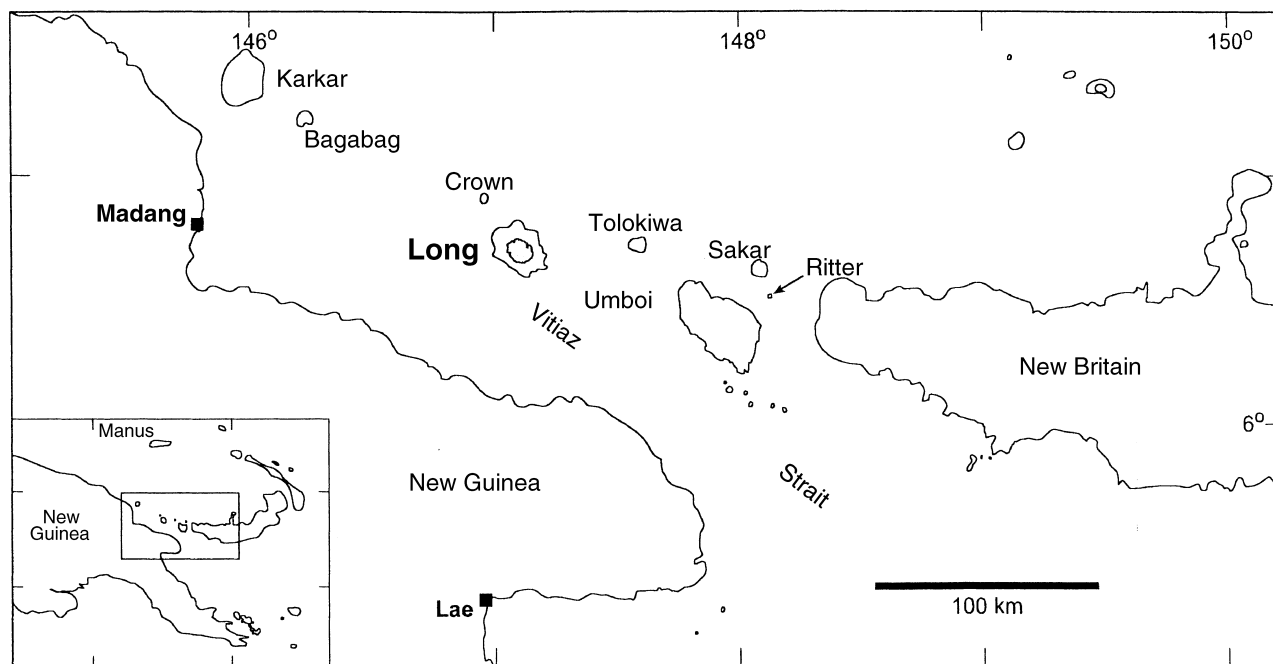 146°
148°
150°
Karkar
Bagabag
Crown
Madang
Tolokiwa
Long
Sakar
Ritter
Umboi
Vitiaz
New Britain
6°
Manus
New Guinea
Strait
New
Guinea
Lae
100 km